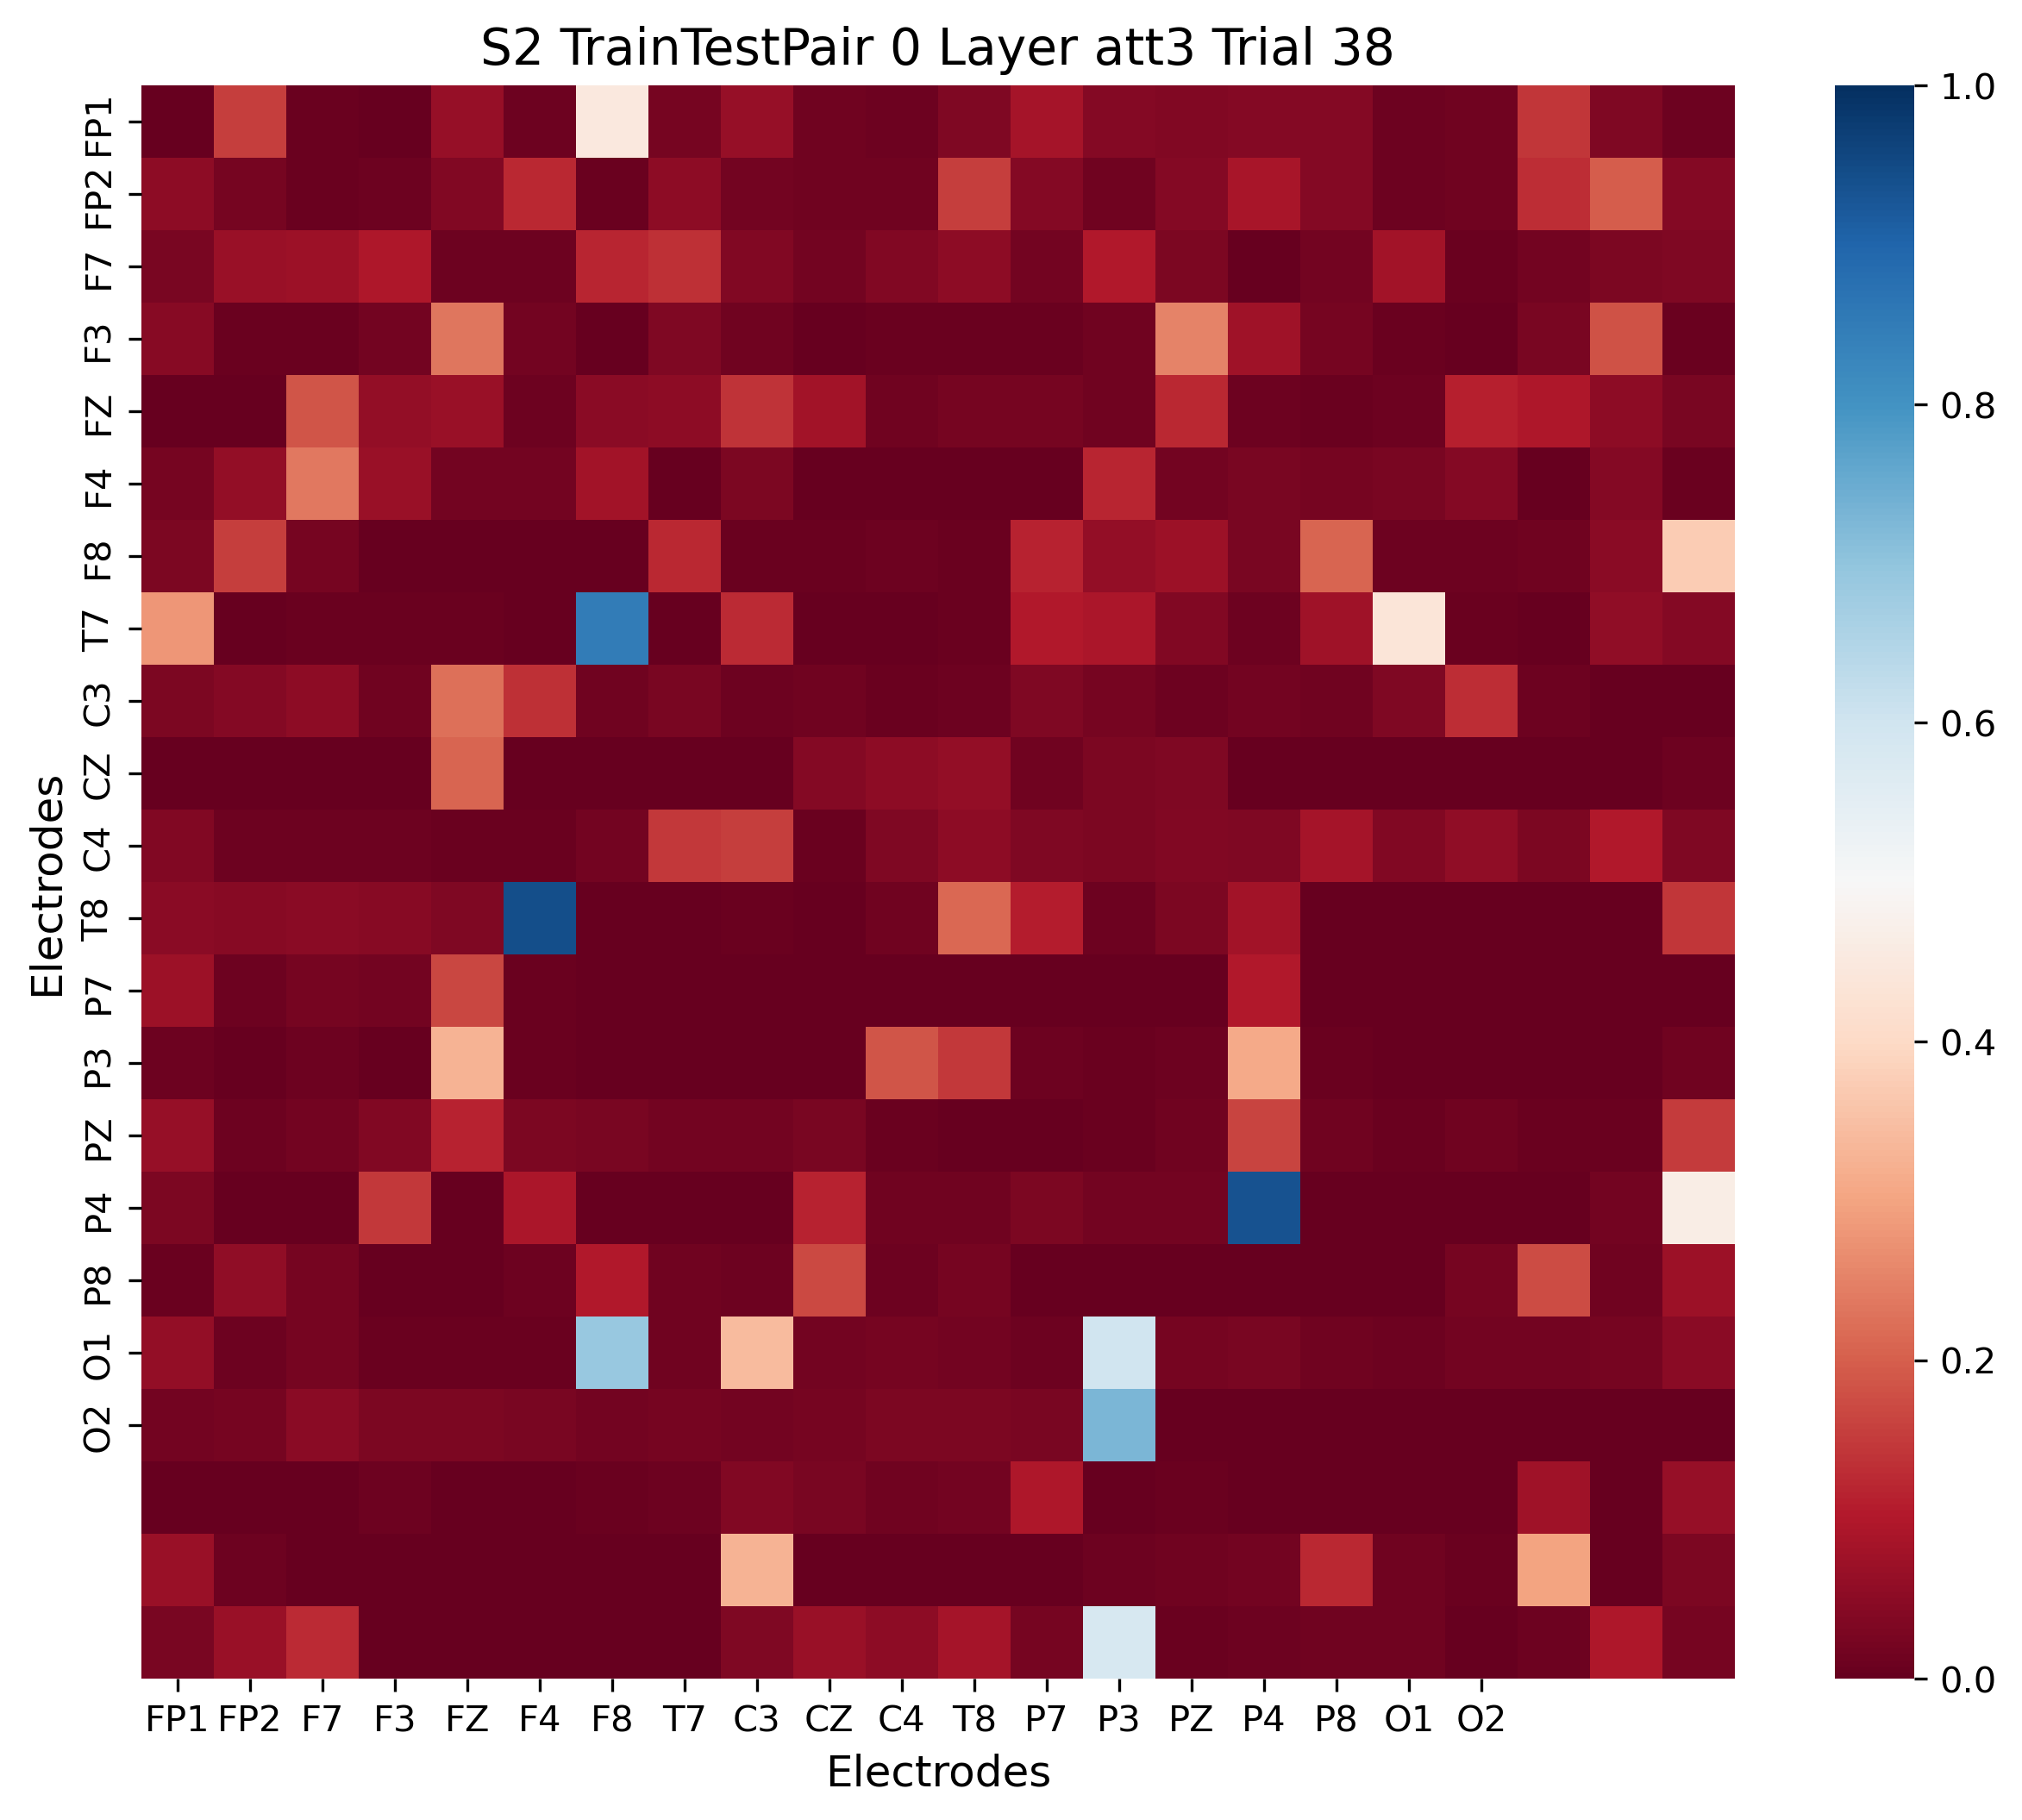 S2 TrainTestPair 0 Layer att3 Trial 38
Electrodes
FP1
FP2
F7
F3
FZ
F4
F8
T7
C3
CZ
C4
T8
P7
P3
PZ
P4
P8
O1
O2
FP1 FP2 F7 F3 FZ F4 F8 T7 C3 CZ C4 T8 P7 P3 PZ P4 P8 O1 O2
Electrodes
1.0
0.8
0.6
0.4
0.2
0.0